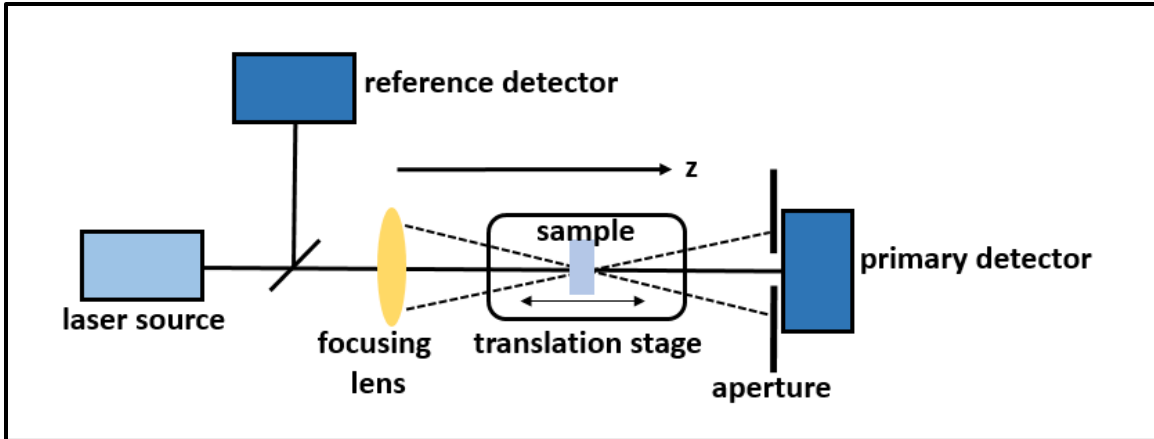 reference detector
z
sample
primary detector
laser source
focusing
lens
translation stage
aperture